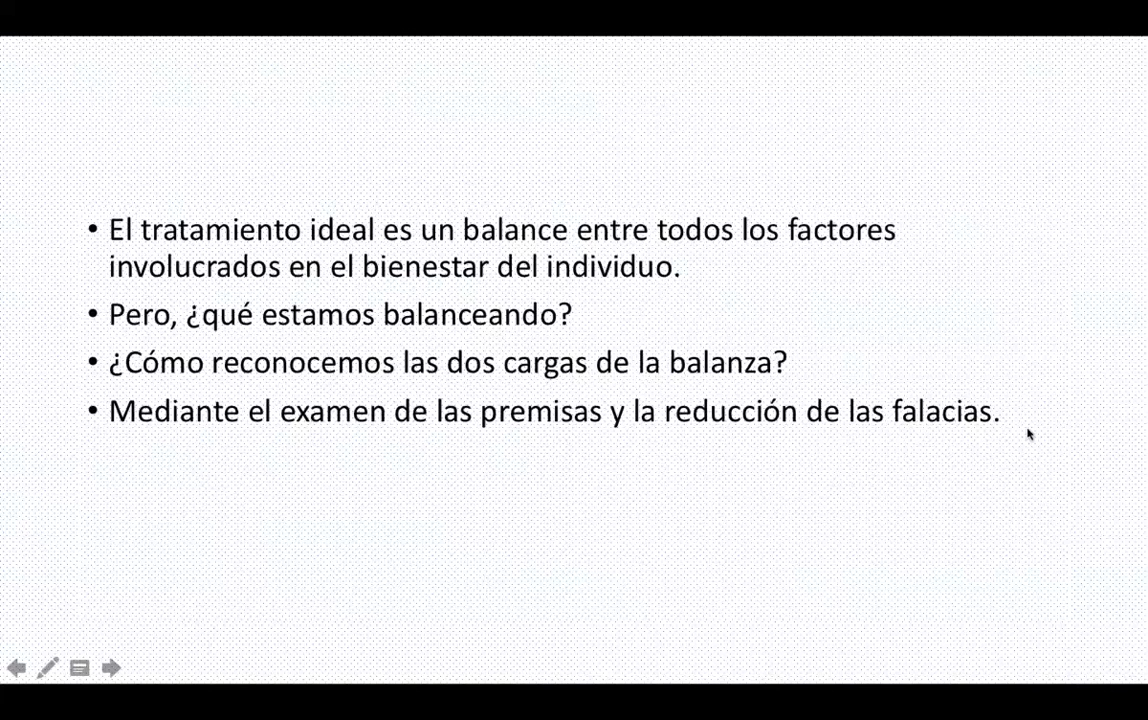 • El tratamiento ideal es un balance entre todos los factores
involucrados en el bienestar del individuo.
• Pero, ¿qué estamos balanceando?
• ¿Cómo reconocemos las dos cargas de la balanza?
• Mediante el examen de las premisas y la reducción de las falacias.